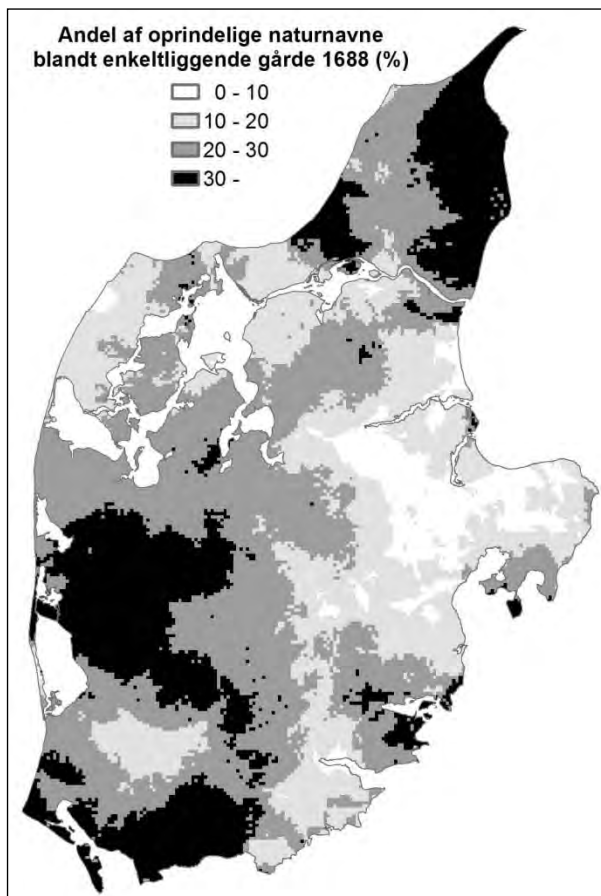 Andel af oprindelige naturnavne
blandt enkeltliggende gårde 1688 (%)
0 - 10
10 - 20
20 - 30
30 -